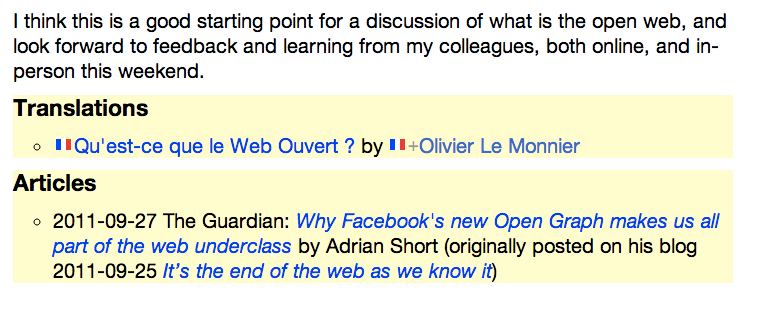 I think this is a good starting point for a discussion of what is the open web, and
look forward to feedback and learning from my colleagues, both online, and in-
person this weekend.
Translations
Qu'est-ce que le Web Ouvert ? by +Olivier Le Monnier
Articles
2011-09-27 The Guardian: Why Facebook's new Open Graph makes us all
part of the web underclass by Adrian Short (originally posted on his blog
2011-09-25 It’s the end of the web as we know it)